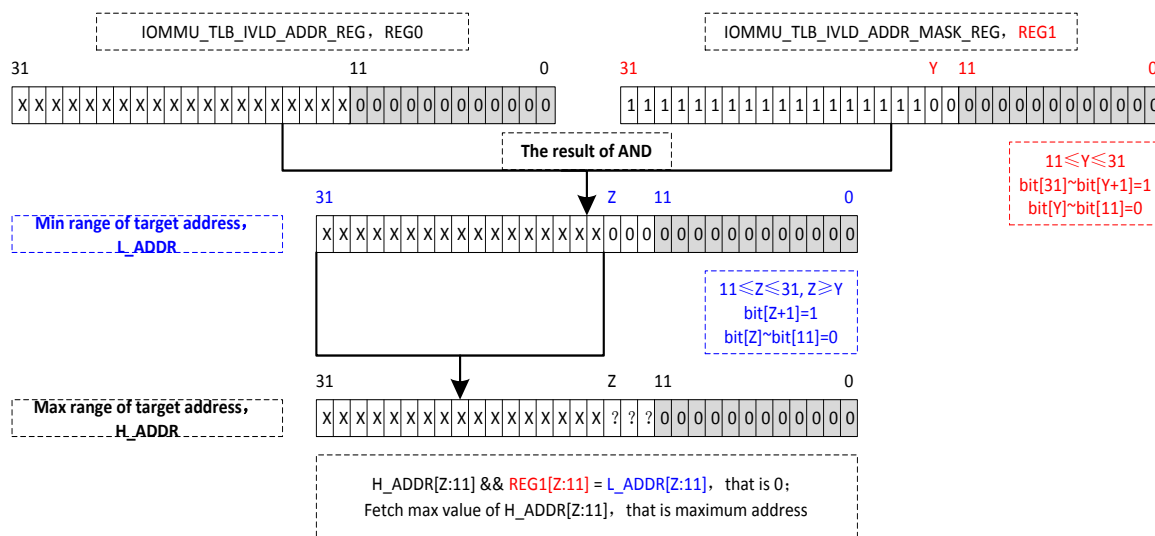 IOMMU_TLB_IVLD_ADDR_REG，REG0
IOMMU_TLB_IVLD_ADDR_MASK_REG，REG1
31 11 0
31 Y 11 0
X X X X X X X X X X X X X X X X X X 0 0 0 0 0 0 0 0 0 0 0
1 1 1 1 1 1 1 1 1 1 1 1 1 1 1 1 0 0 0 0 0 0 0 0 0 0 0 0 0
The result of AND
11≤Y≤31
bit[31]~bit[Y+1]=1
bit[Y]~bit[11]=0
31 Z 11 0
Min range of target address，
L_ADDR
X X X X X X X X X X X X X X X 0 0 0 0 0 0 0 0 0 0 0 0 0 0
11≤Z≤31, Z≥Y
bit[Z+1]=1
bit[Z]~bit[11]=0
31 Z 11 0
Max range of target address，
H_ADDR
X X X X X X X X X X X X X X X ? ? ? 0 0 0 0 0 0 0 0 0 0 0
H_ADDR[Z:11] && REG1[Z:11] = L_ADDR[Z:11]，that is 0；
Fetch max value of H_ADDR[Z:11]，that is maximum address